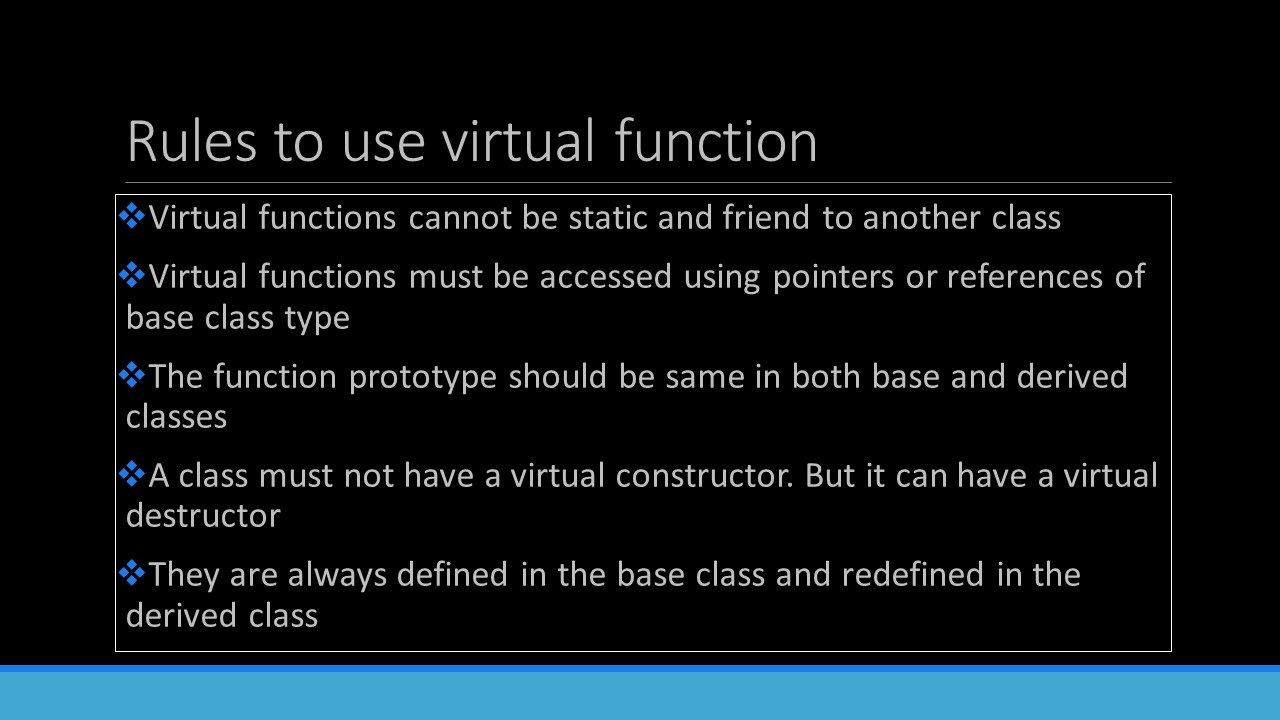 Rules to use virtual function
❖Virtual functions cannot be static and friend to another class
❖Virtual functions must be accessed using pointers or references of
base class type
❖The function prototype should be same in both base and derived
classes
❖A class must not have a virtual constructor. But it can have a virtual
destructor
❖They are always defined in the base class and redefined in the
derived class